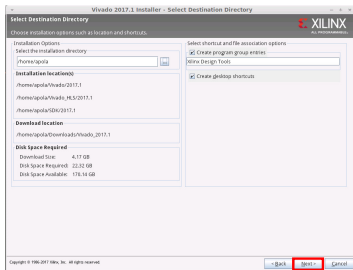 Vivado 2017.1 Installer - Select Destination Directory
Select Destination Directory
Choose installation options such as location and shortcuts.
XILINX
ALL PROGRAMMABLE
Installation Options
Select the installation directory
/home/apola
...
Installation location(s)
/home/apola/Vivado/2017.1
/home/apola/Vivado_HLS/2017.1
/home/apola/SDK/2017.1
Download location
/home/apola/Downloads/Vivado_2017.1
Disk Space Required
Download Size: 4.17 GB
Disk Space Required: 22.32 GB
Disk Space Available: 170.14 GB
Select shortcut and file association options
Create program group entries
Xilinx Design Tools
Create desktop shortcuts
Copyright © 1986-2017 Xilinx, Inc. All rights reserved.
< Back
Next >
Cancel